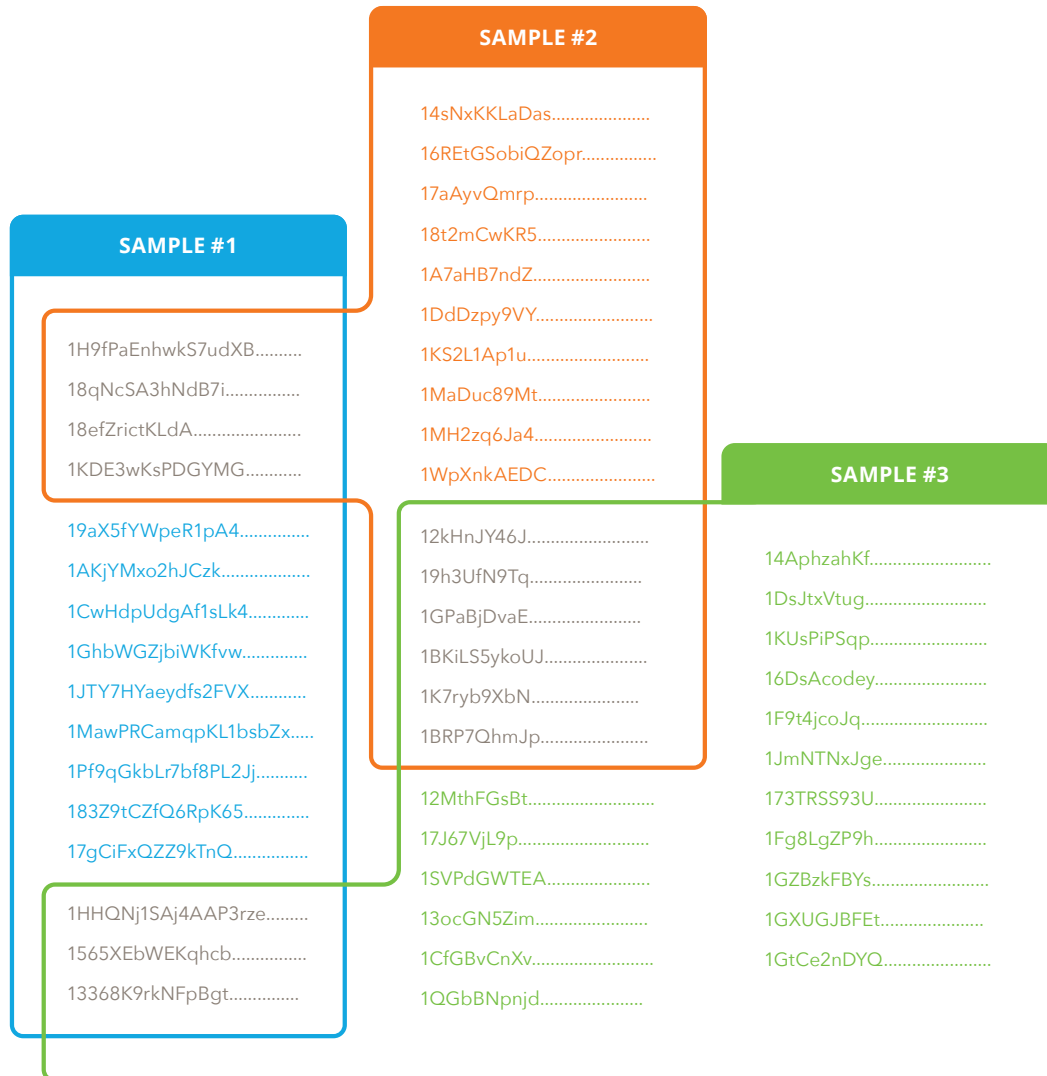 SAMPLE #2
14sNxKKLaDas.....................
16REtGSobiQZopr................
17aAyvQmrp........................
18t2mCwKR5........................
1A7aHB7ndZ.........................
1DdDzpy9VY.........................
1KS2L1Ap1u..........................
1MaDuc89Mt........................
1MH2zq6Ja4.........................
1WpXnkAEDC.......................
12kHnJY46J..........................
19h3UfN9Tq........................
1GPaBjDvaE........................
1BKiLS5ykoUJ......................
1K7ryb9XbN.......................
1BRP7QhmJp.......................
12MthFGsBt...........................
17J67VjL9p............................
1SVPdGWTEA......................
13ocGN5Zim........................
1CfGBvCnXv..........................
1QGbBNpnjd......................
SAMPLE #1
1H9fPaEnhwkS7udXB..........
18qNcSA3hNdB7i................
18efZrictKLdA.......................
1KDE3wKsPDGYMG............
19aX5fYWpeR1pA4...............
1AKjYMxo2hJCzk...................
1CwHdpUdgAf1sLk4.............
1GhbWGZjbiWKfvw..............
1JTY7HYaeydfs2FVX............
1MawPRCamqpKL1bsbZx.....
1Pf9qGkbLr7bf8PL2Jj...........
183Z9tCZfQ6RpK65..............
17gCiFxQZZ9kTnQ................
1HHQNj1SAj4AAP3rze.........
1565XEbWEKqhcb................
13368K9rkNFpBgt...............
SAMPLE #3
14AphzahKf..........................
1DsJtxVtug..........................
1KUsPiPSqp.........................
16DsAcodey........................
1F9t4jcoJq..........................
1JmNTNxJge......................
173TRSS93U........................
1Fg8LgZP9h........................
1GZBzkFBYs.........................
1GXUGJBFEt......................
1GtCe2nDYQ.......................